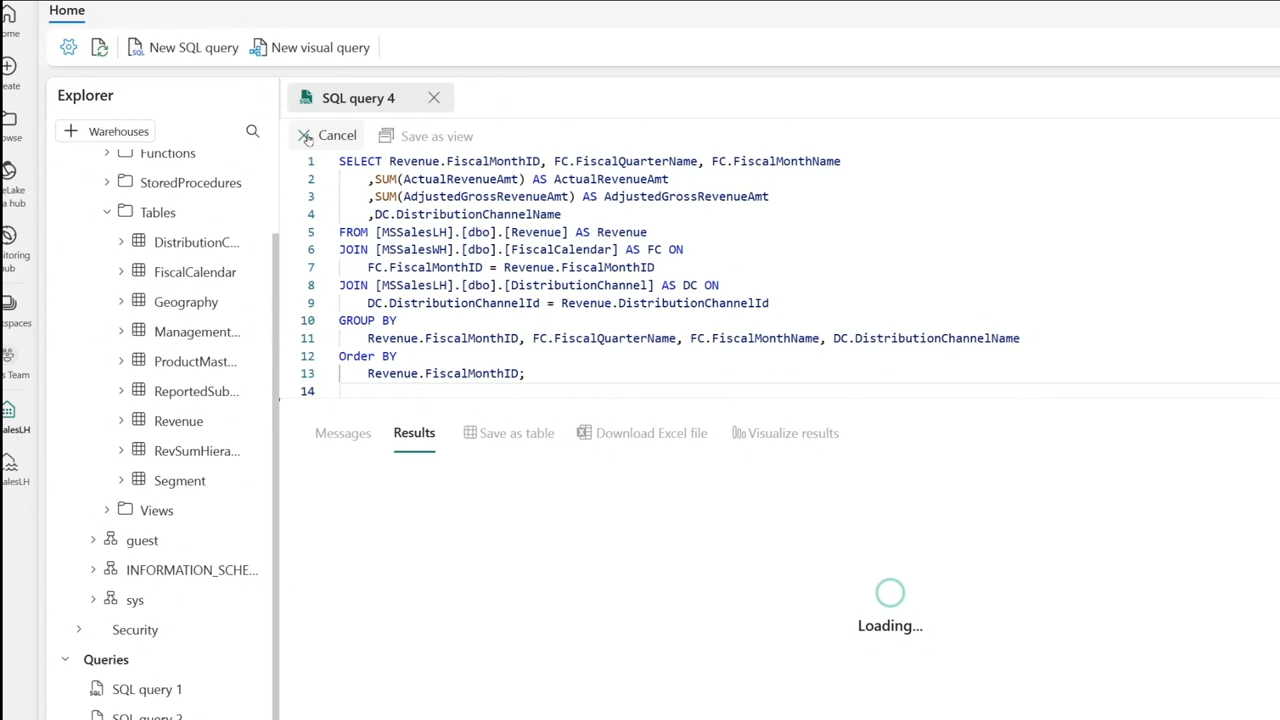 Home
New SQL query
New visual query
Explorer
SQL query 4
Warehouses
Cancel
Save as view
Functions
StoredProcedures
Tables
DistributionC...
FiscalCalendar
Geography
Management...
ProductMast...
ReportedSub...
Revenue
RevSumHiera...
Segment
Views
guest
INFORMATION_SCHE...
sys
Security
Queries
SQL query 1
SQL query 2
1 SELECT Revenue.FiscalMonthID, FC.FiscalQuarterName, FC.FiscalMonthName
2 ,SUM(ActualRevenueAmt) AS ActualRevenueAmt
3 ,SUM(AdjustedGrossRevenueAmt) AS AdjustedGrossRevenueAmt
4 ,DC.DistributionChannelName
5 FROM [MSSalesLH].[dbo].[Revenue] AS Revenue
6 JOIN [MSSalesWH].[dbo].[FiscalCalendar] AS FC ON
7 FC.FiscalMonthID = Revenue.FiscalMonthID
8 JOIN [MSSalesLH].[dbo].[DistributionChannel] AS DC ON
9 DC.DistributionChannelId = Revenue.DistributionChannelId
10 GROUP BY
11 Revenue.FiscalMonthID, FC.FiscalQuarterName, FC.FiscalMonthName, DC.DistributionChannelName
12 Order BY
13 Revenue.FiscalMonthID;
14
Messages
Results
Save as table
Download Excel file
Visualize results
Loading...